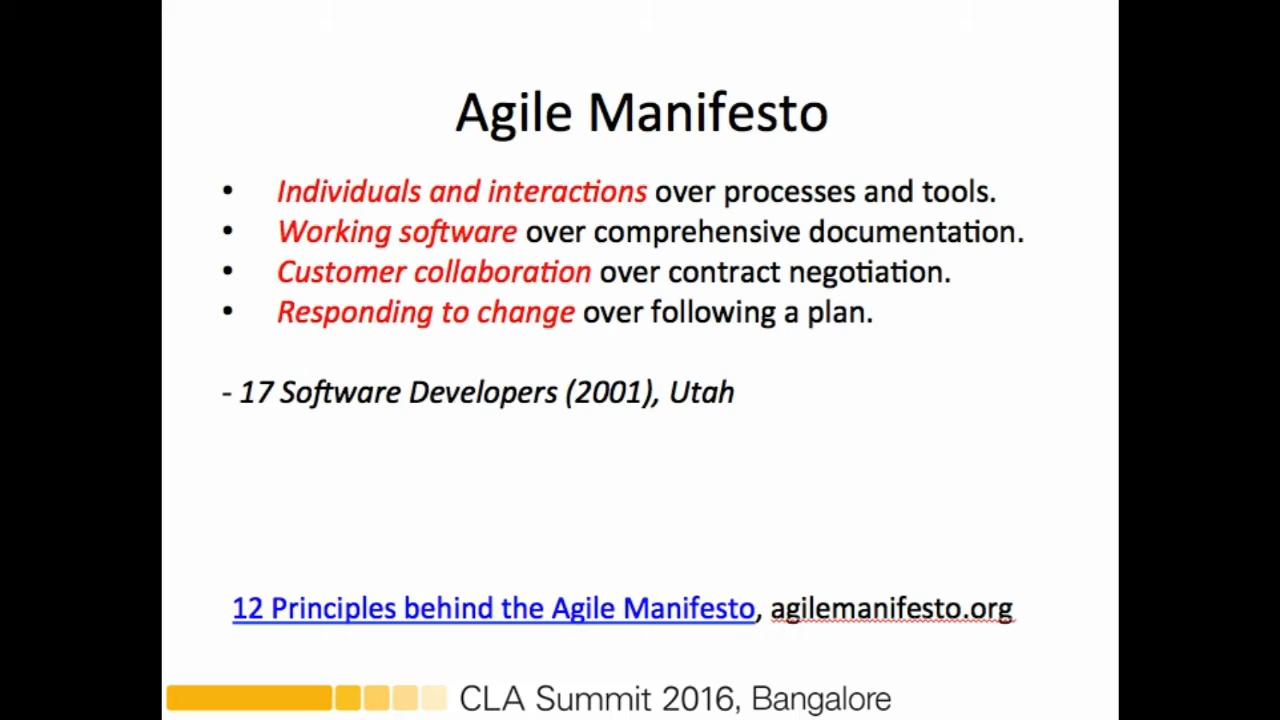 Agile Manifesto
• Individuals and interactions over processes and tools.
• Working software over comprehensive documentation.
• Customer collaboration over contract negotiation.
• Responding to change over following a plan.
- 17 Software Developers (2001), Utah
12 Principles behind the Agile Manifesto, agilemanifesto.org
CLA Summit 2016, Bangalore